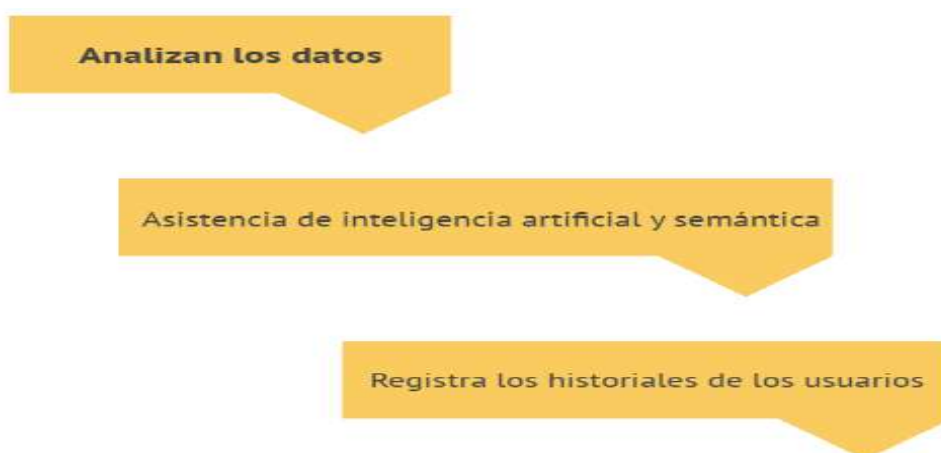 Analizan los datos
Asistencia de inteligencia artificial y semántica
Registra los historiales de los usuarios